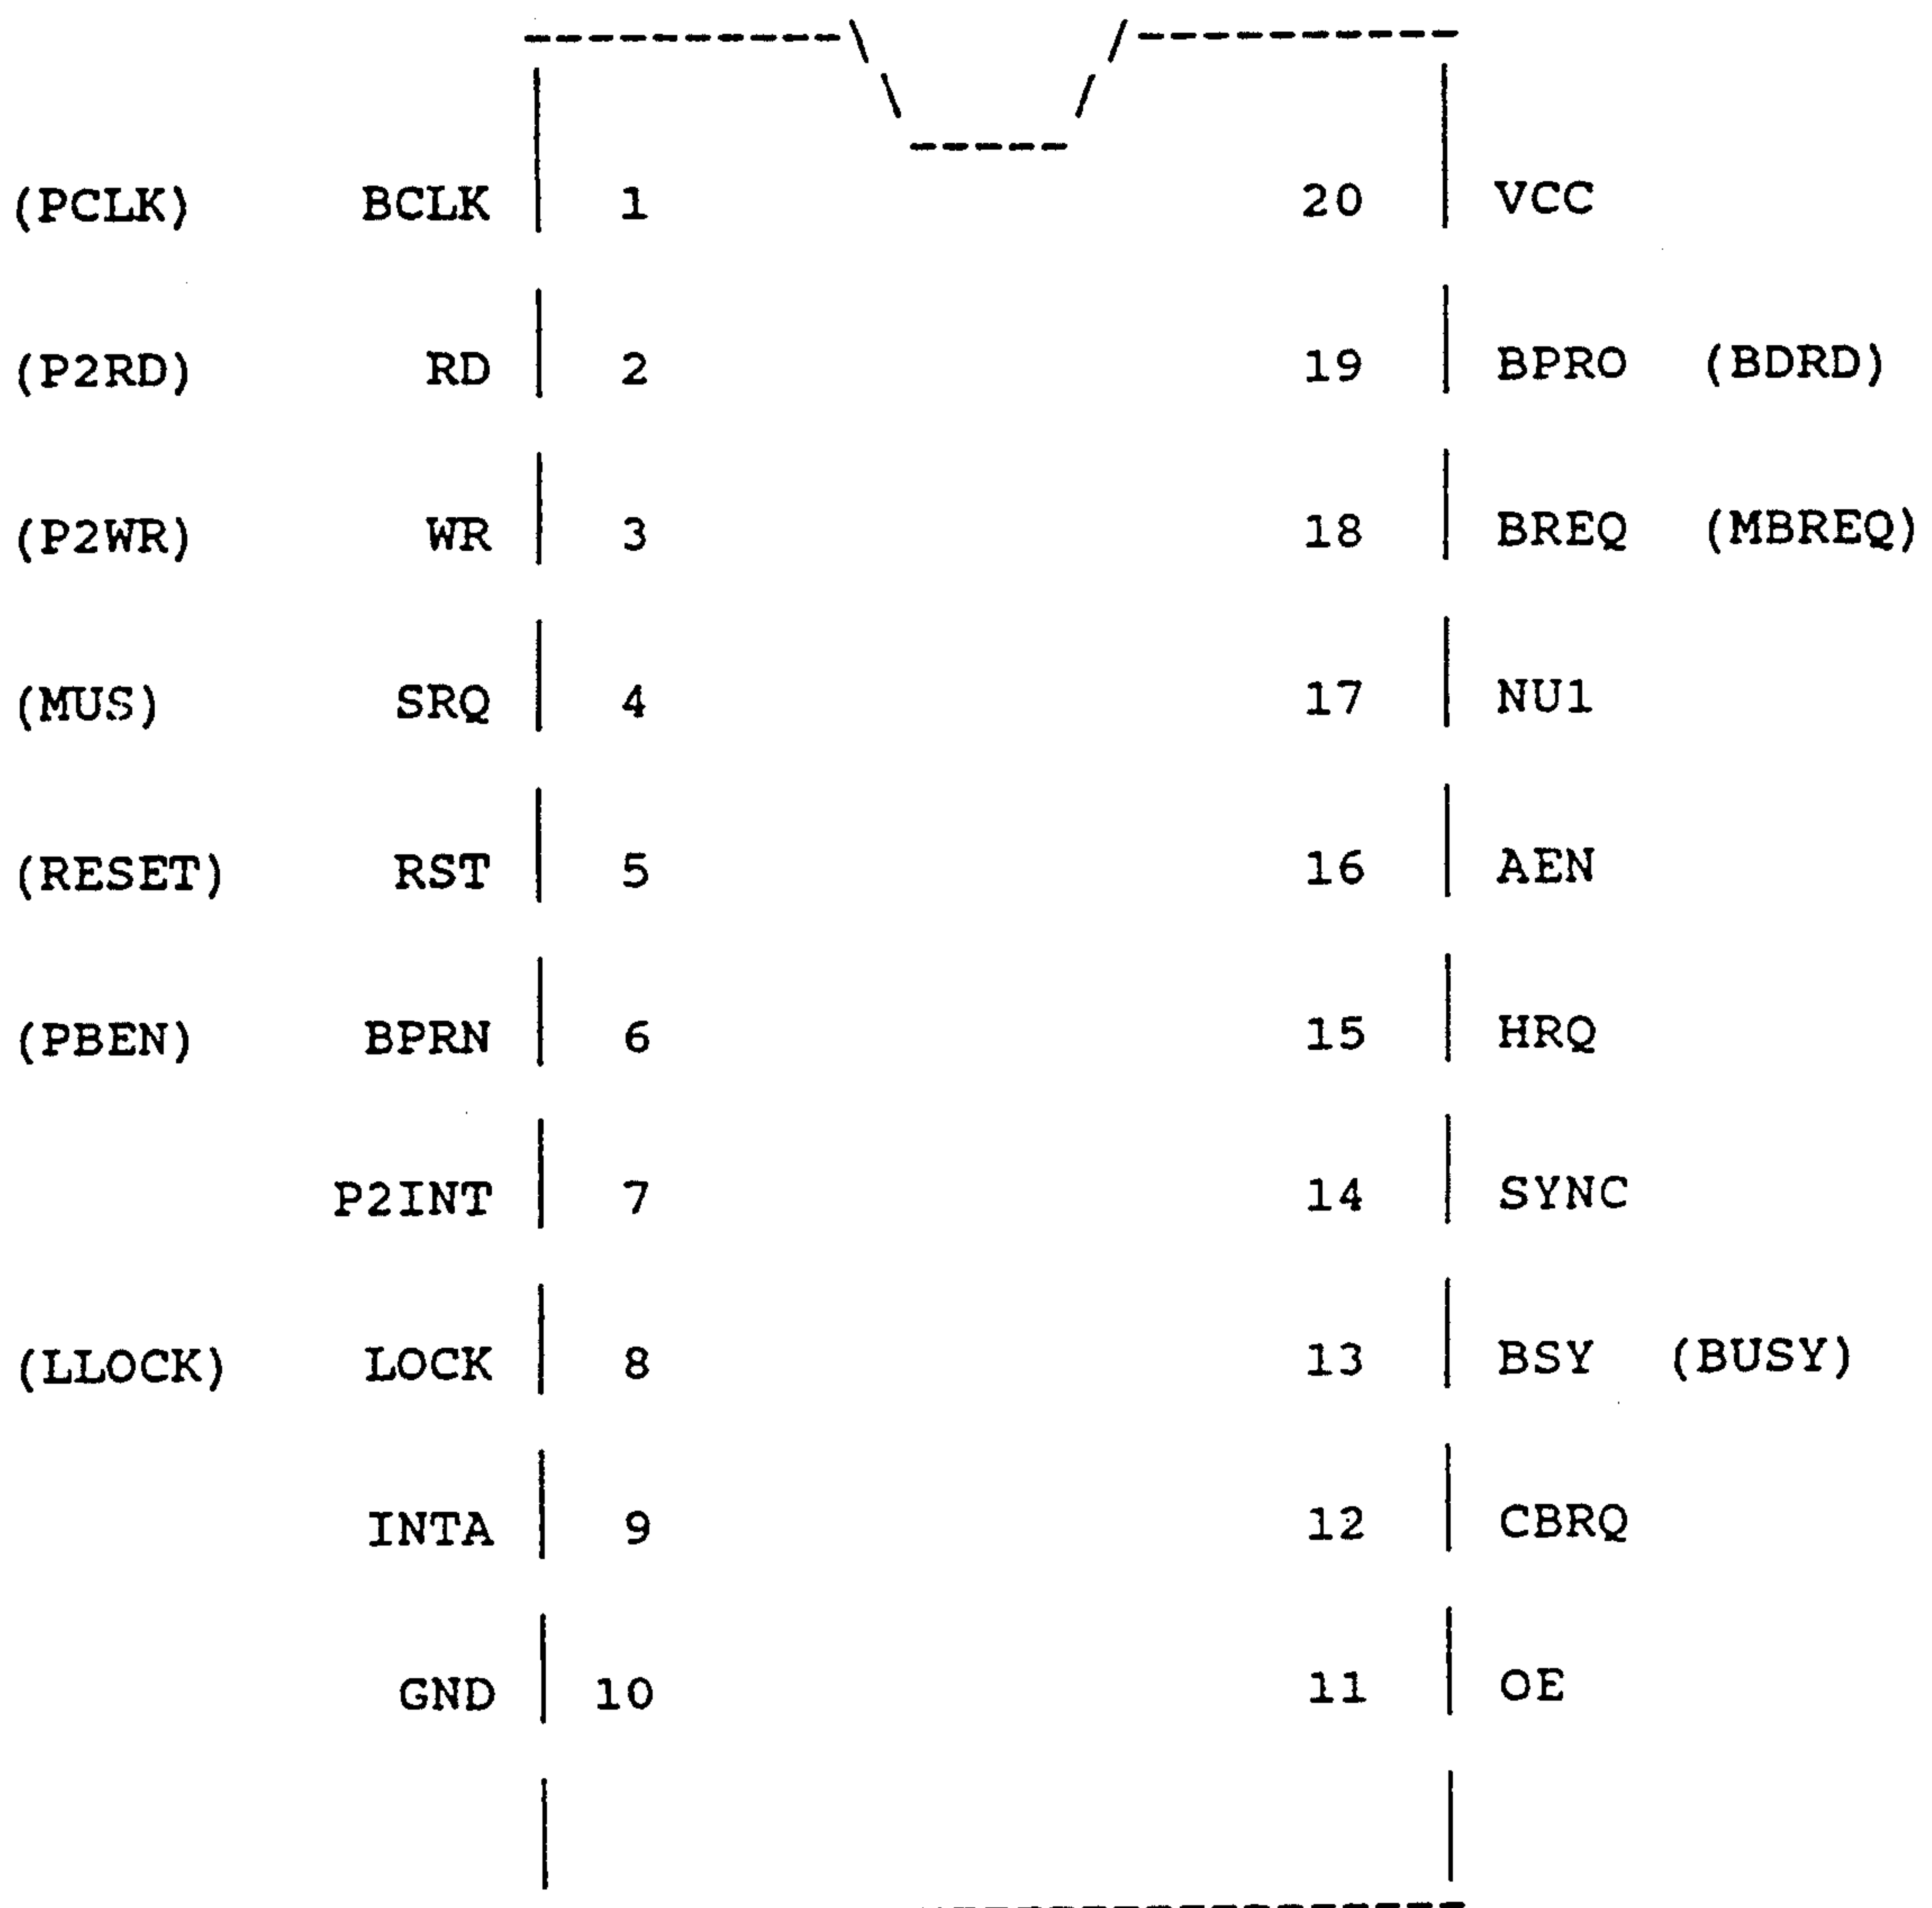 (PCLK) BCLK 1 20 VCC
(P2RD) RD 2 19 BPRO (BDRD)
(P2WR) WR 3 18 BREQ (MBREQ)
(MUS) SRQ 4 17 NU1
(RESET) RST 5 16 AEN
(PBEN) BPRN 6 15 HRQ
P2INT 7 14 SYNC
(LLOCK) LOCK 8 13 BSY (BUSY)
INTA 9 12 CBRQ
GND 10 11 OE